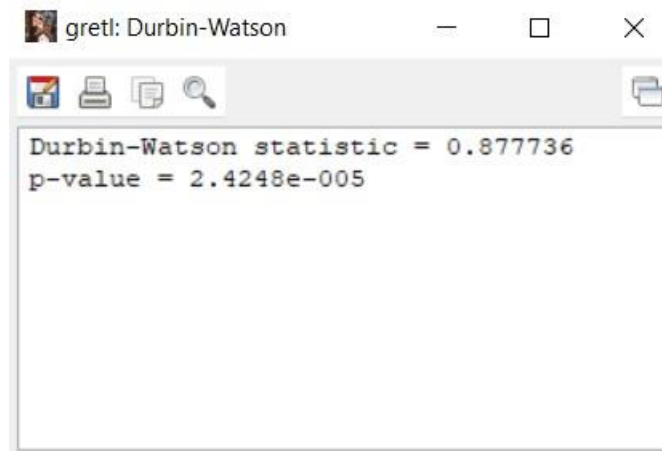 gretl: Durbin-Watson
Durbin-Watson statistic = 0.877736
p-value = 2.4248e-005